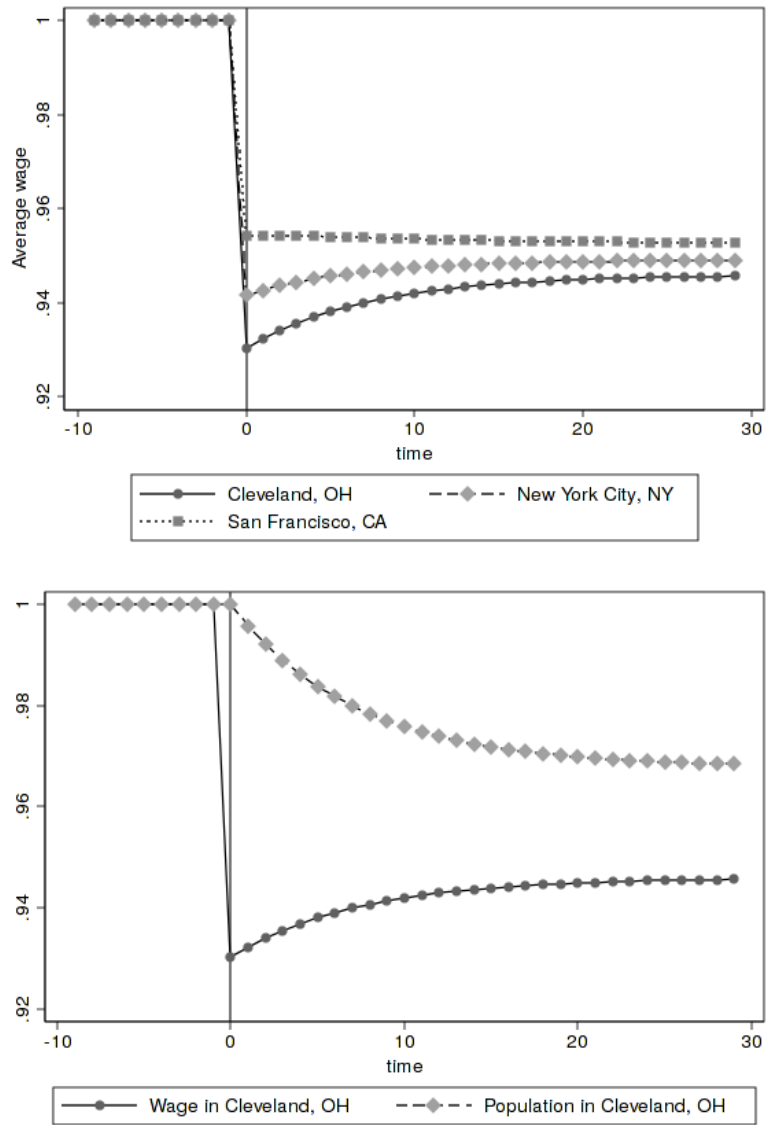 1
.98
.96
.94
.92
Average wage
-10 0 10 20 30
time
Cleveland, OH New York City, NY
San Francisco, CA
1
.98
.96
.94
.92
-10 0 10 20 30
time
Wage in Cleveland, OH Population in Cleveland, OH